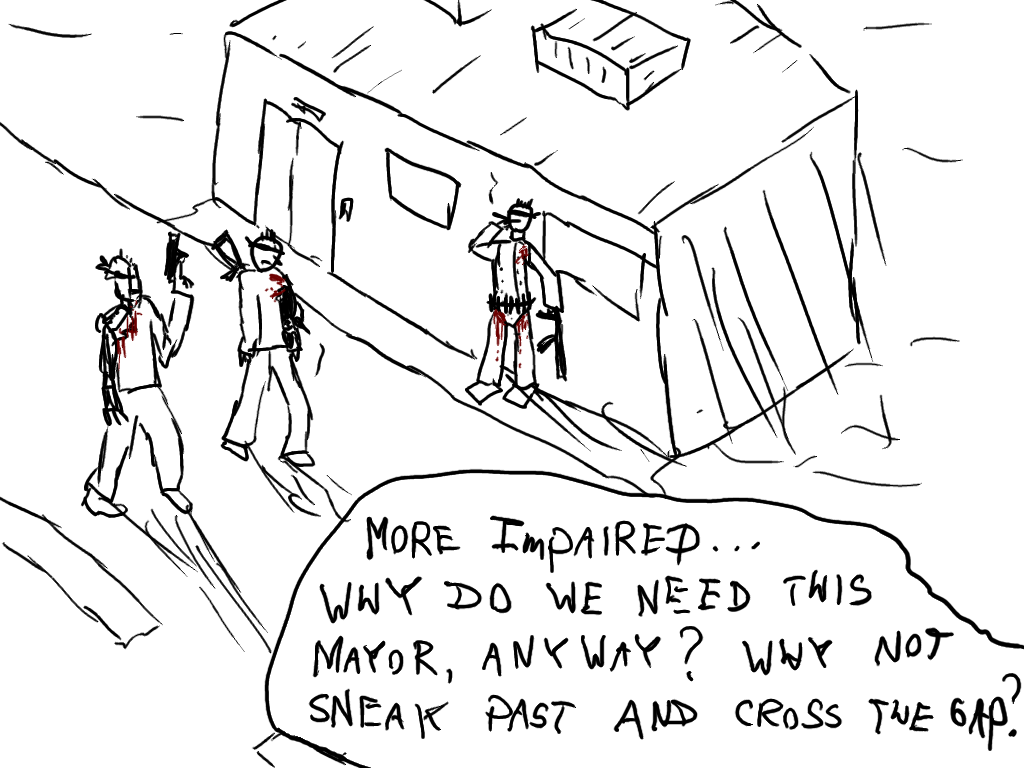 MORE ImpAIRED...
WHY DO WE NEED THIS
MAYOR, ANYWAY? WHY NOT
SNEAK PAST AND CROSS THE GAP?